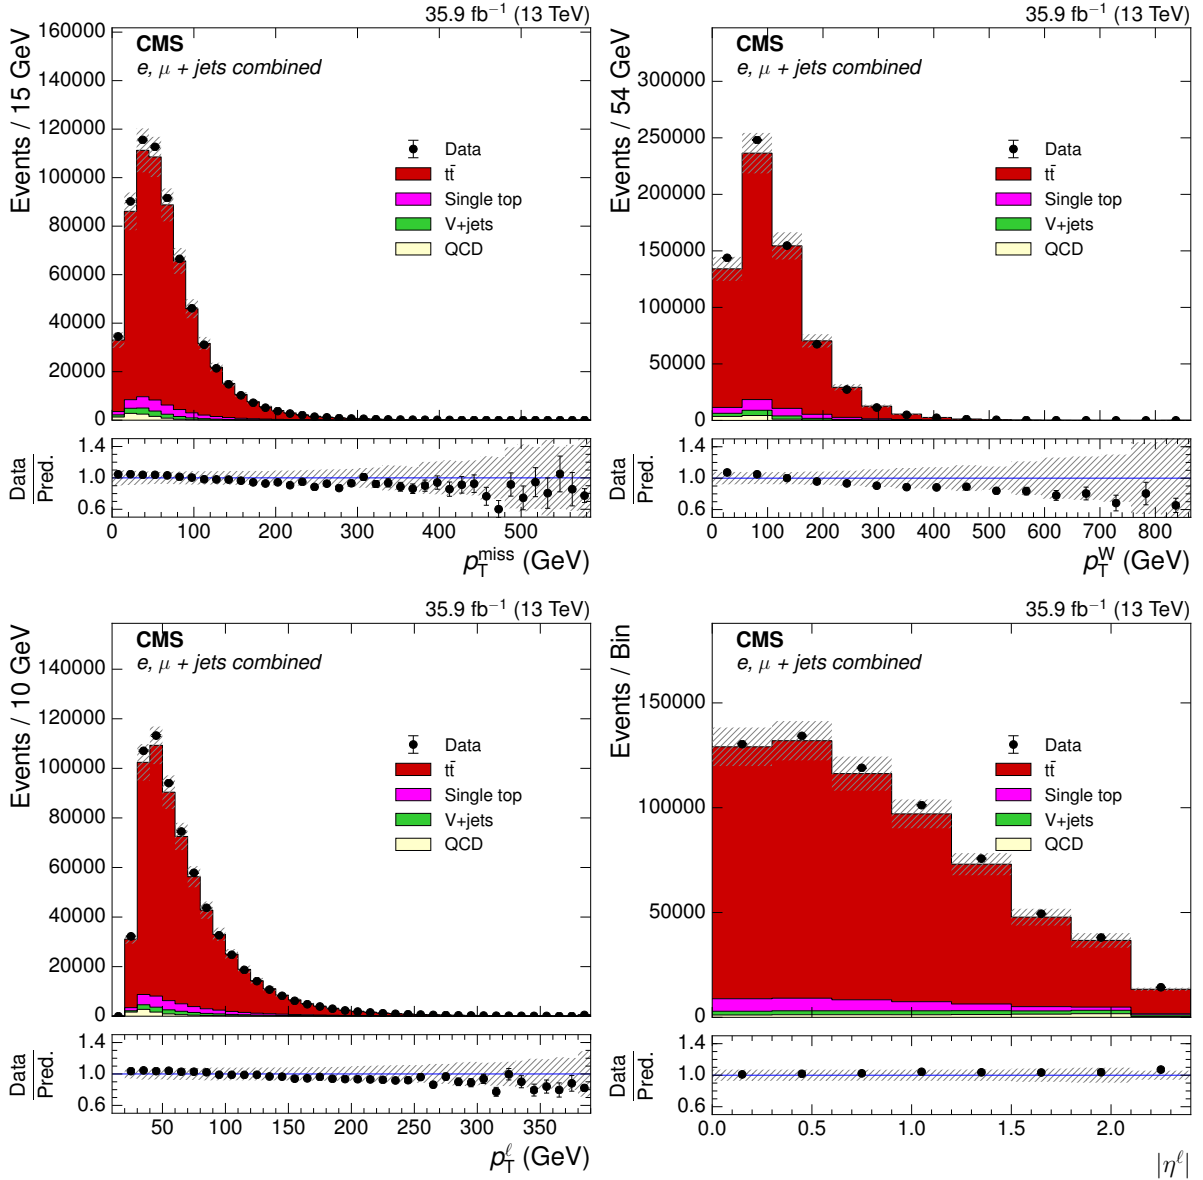 35.9 fb⁻¹ (13 TeV)
CMS
e, μ + jets combined
Events / 15 GeV
160000
140000
120000
100000
80000
60000
40000
20000
0
Data
tt̄
Single top
V+jets
QCD
Data
Pred.
1.4
1.0
0.6
0 100 200 300 400 500
p_T^miss (GeV)
35.9 fb⁻¹ (13 TeV)
CMS
e, μ + jets combined
Events / 54 GeV
300000
250000
200000
150000
100000
50000
0
Data
tt̄
Single top
V+jets
QCD
Data
Pred.
1.4
1.0
0.6
0 100 200 300 400 500 600 700 800
p_T^W (GeV)
35.9 fb⁻¹ (13 TeV)
CMS
e, μ + jets combined
Events / 10 GeV
140000
120000
100000
80000
60000
40000
20000
0
Data
tt̄
Single top
V+jets
QCD
Data
Pred.
1.4
1.0
0.6
50 100 150 200 250 300 350
p_T^ℓ (GeV)
35.9 fb⁻¹ (13 TeV)
CMS
e, μ + jets combined
Events / Bin
150000
100000
50000
0
Data
tt̄
Single top
V+jets
QCD
Data
Pred.
1.4
1.0
0.6
0.0 0.5 1.0 1.5 2.0
|η^ℓ|